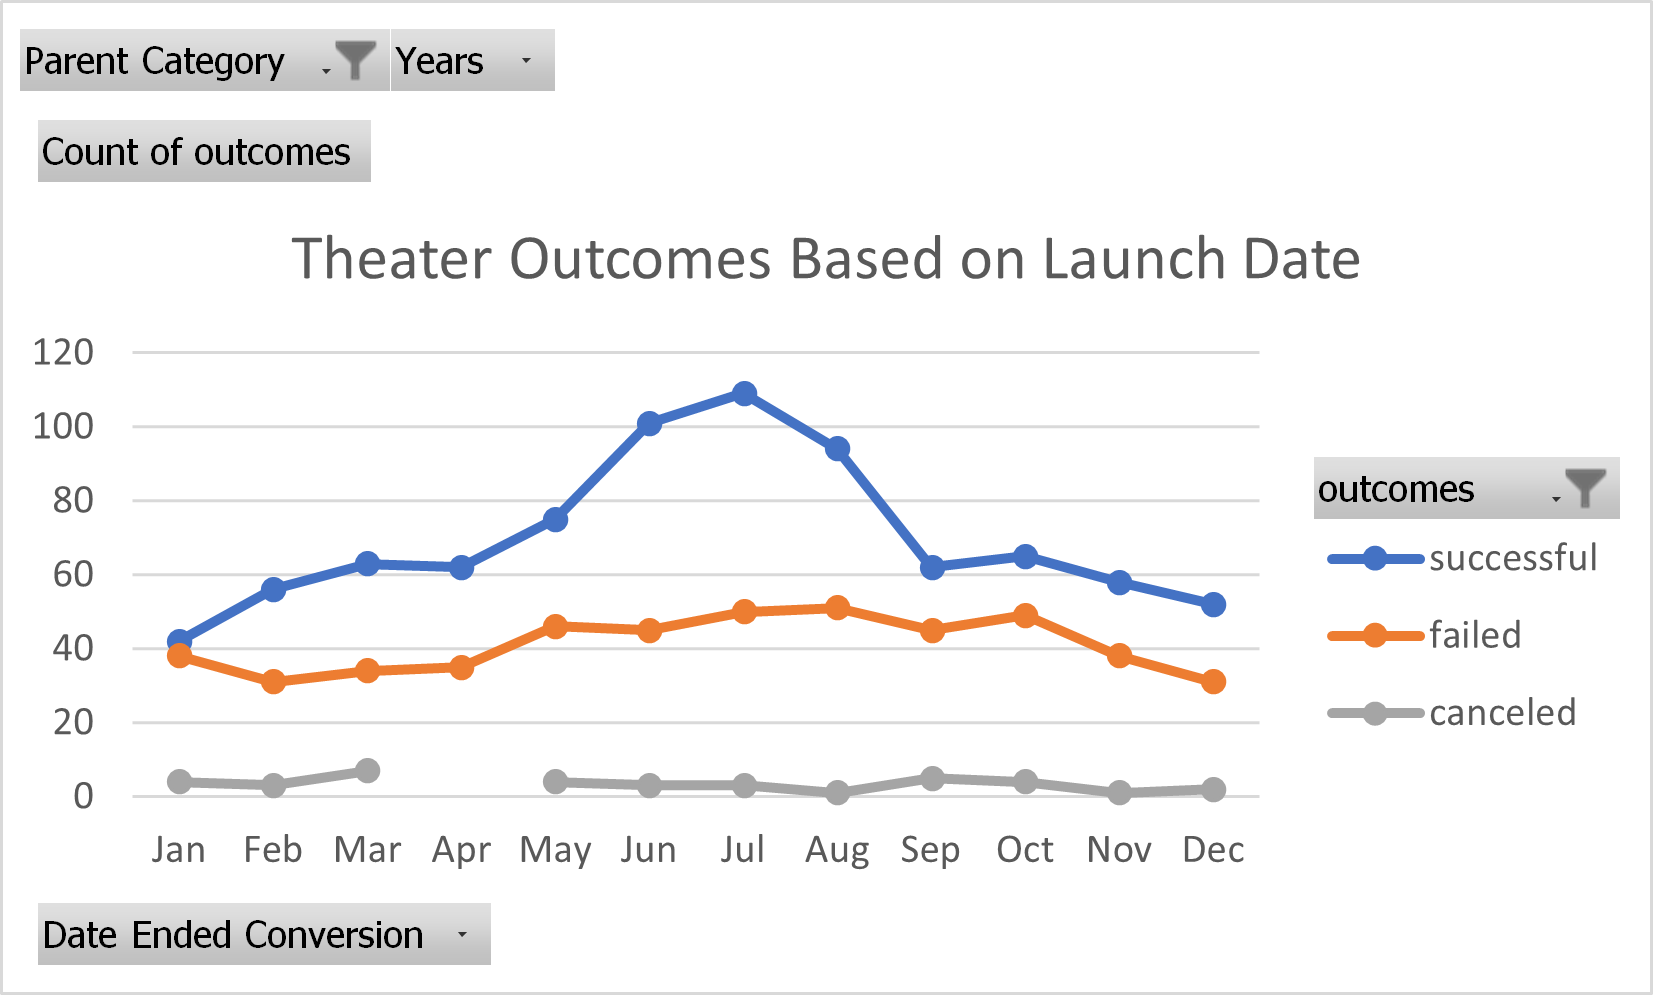 Parent Category Years
Count of outcomes
Theater Outcomes Based on Launch Date
120
100
80
60
40
20
0
Jan Feb Mar Apr May Jun Jul Aug Sep Oct Nov Dec
outcomes
successful
failed
canceled
Date Ended Conversion